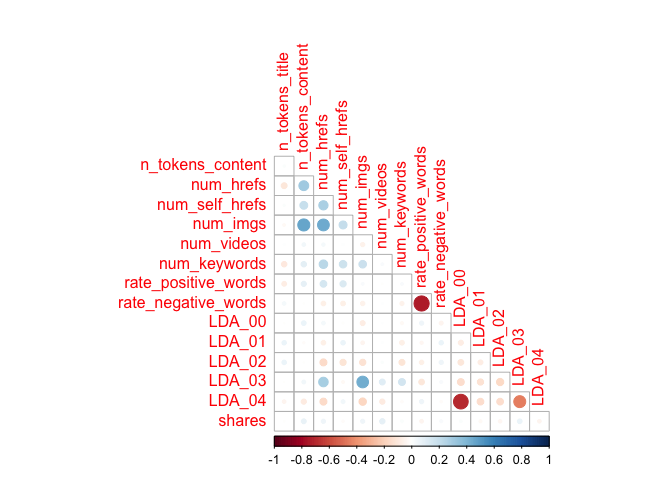 n_tokens_title
n_tokens_content
num_hrefs
num_self_hrefs
num_imgs
num_videos
num_keywords
rate_positive_words
rate_negative_words
LDA_00
LDA_01
LDA_02
LDA_03
LDA_04
n_tokens_content
num_hrefs
num_self_hrefs
num_imgs
num_videos
num_keywords
rate_positive_words
rate_negative_words
LDA_00
LDA_01
LDA_02
LDA_03
LDA_04
shares
-1 -0.8 -0.6 -0.4 -0.2 0 0.2 0.4 0.6 0.8 1